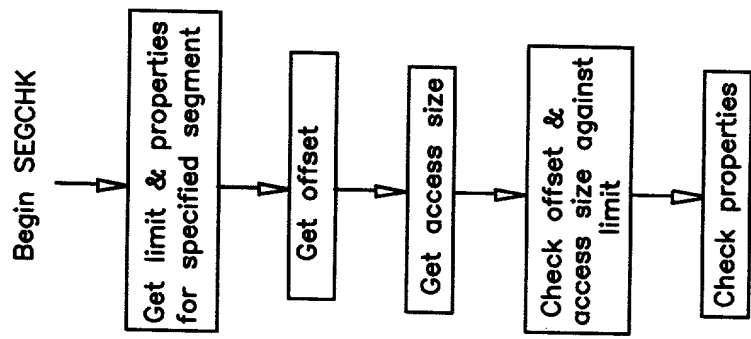 Begin SEGCHK
Get limit & properties
for specified segment
Get offset
Get access size
Check offset &
access size against
limit
Check properties